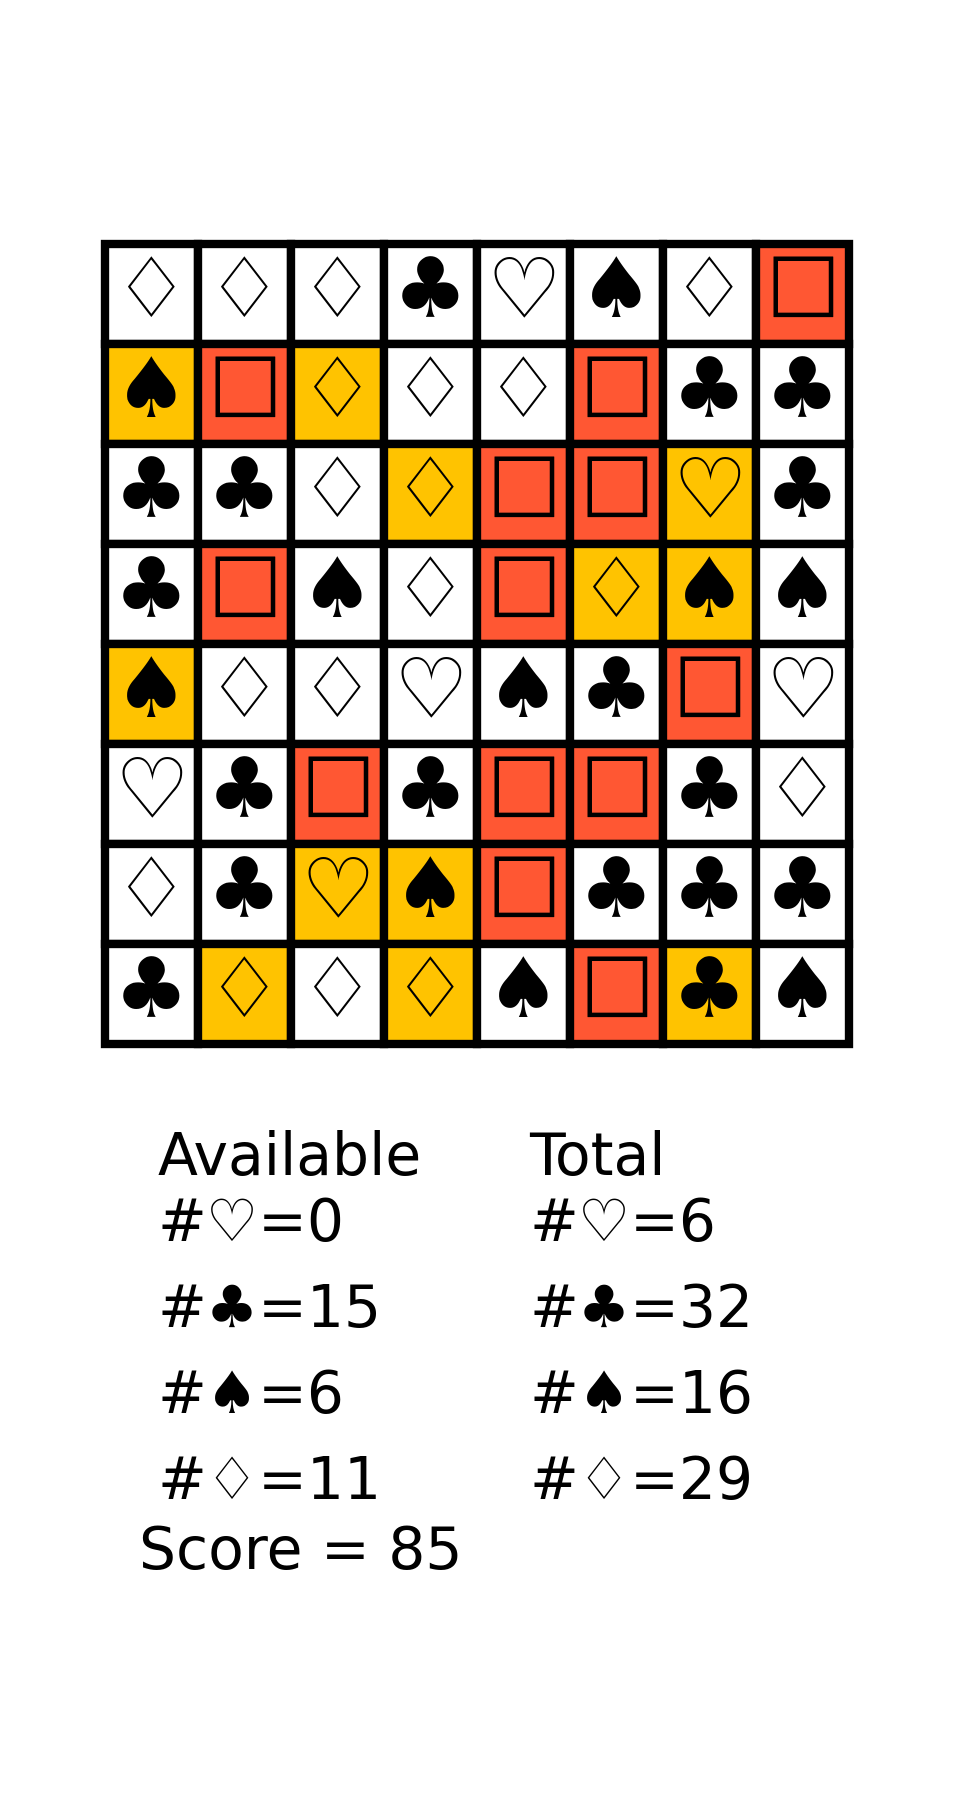 ♢ ♢ ♢ ♣ ♡ ♠ ♢ □
♠ □ ♢ ♢ ♢ □ ♣ ♣
♣ ♣ ♢ ♢ □ □ ♡ ♣
♣ □ ♠ ♢ □ ♢ ♠ ♠
♠ ♢ ♢ ♡ ♠ ♣ □ ♡
♡ ♣ □ ♣ □ □ ♣ ♢
♢ ♣ ♡ ♠ □ ♣ ♣ ♣
♣ ♢ ♢ ♢ ♠ □ ♣ ♠
Available Total
#♡=0 #♡=6
#♣=15 #♣=32
#♠=6 #♠=16
#♢=11 #♢=29
Score = 85